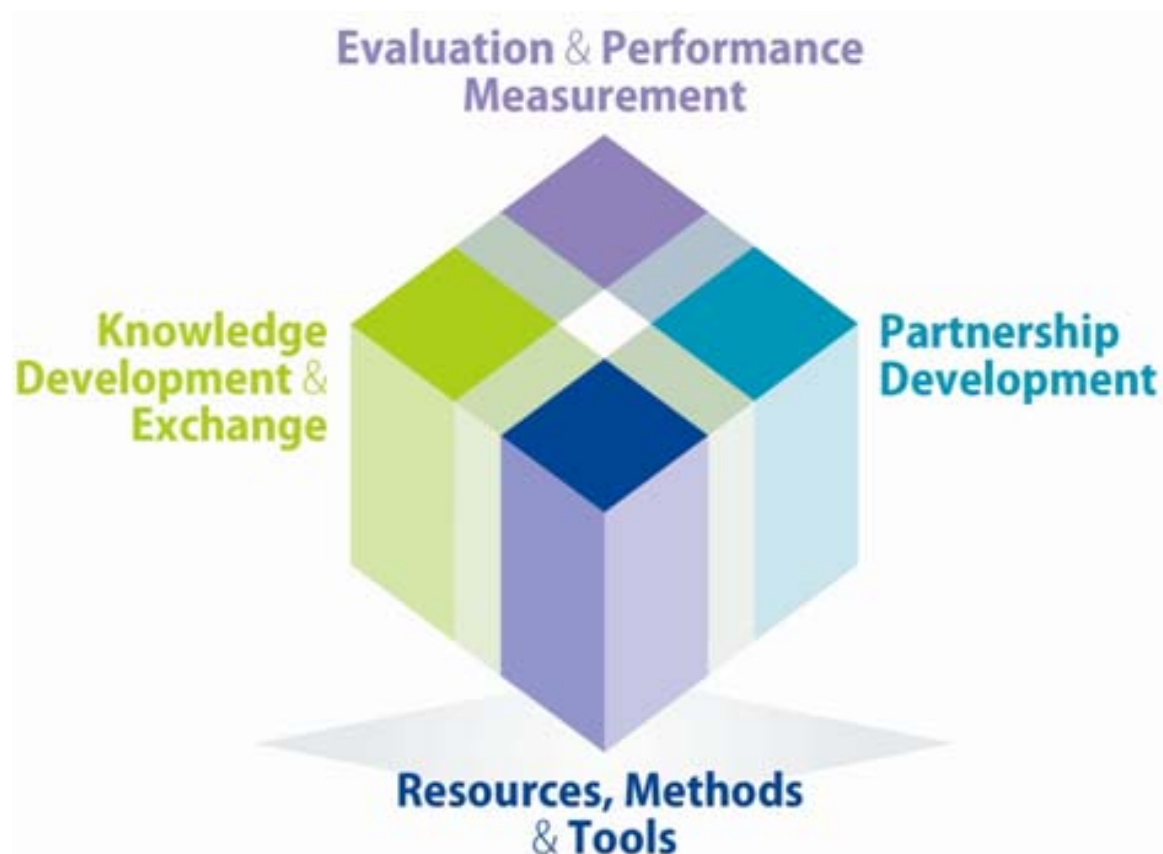 Evaluation & Performance
Measurement
Knowledge
Development &
Exchange
Partnership
Development
Resources, Methods
& Tools